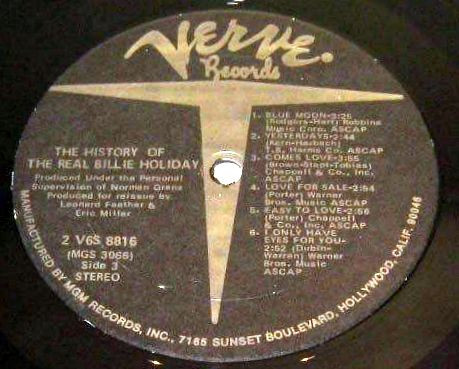 Verve
Records
THE HISTORY OF
THE REAL BILLIE HOLIDAY
Produced Under the Personal
Supervision of Norman Granz
Produced for reissue by
Leonard Feather &
Eric Miller
2 V6S 8816
(MGS 3066)
Side 3
STEREO
1. BLUE MOON-3:25
(Rodgers-Hart) Robbins
Music Corp. ASCAP
2. YESTERDAYS-2:44
(Kern-Harbach)
T.B. Harms Co. ASCAP
3. COMES LOVE-3:55
(Brown-Stept-Tobias)
Chappell & Co., Inc.
ASCAP
4. LOVE FOR SALE-2:54
(Porter) Warner
Bros. Music ASCAP
5. EASY TO LOVE-2:56
(Porter) Chappell
& Co., Inc. ASCAP
6. I ONLY HAVE
EYES FOR YOU-
2:52 (Dubin-
Warren) Warner
Bros. Music
ASCAP
MANUFACTURED BY MGM RECORDS, INC., 7165 SUNSET BOULEVARD, HOLLYWOOD, CALIF. 90046